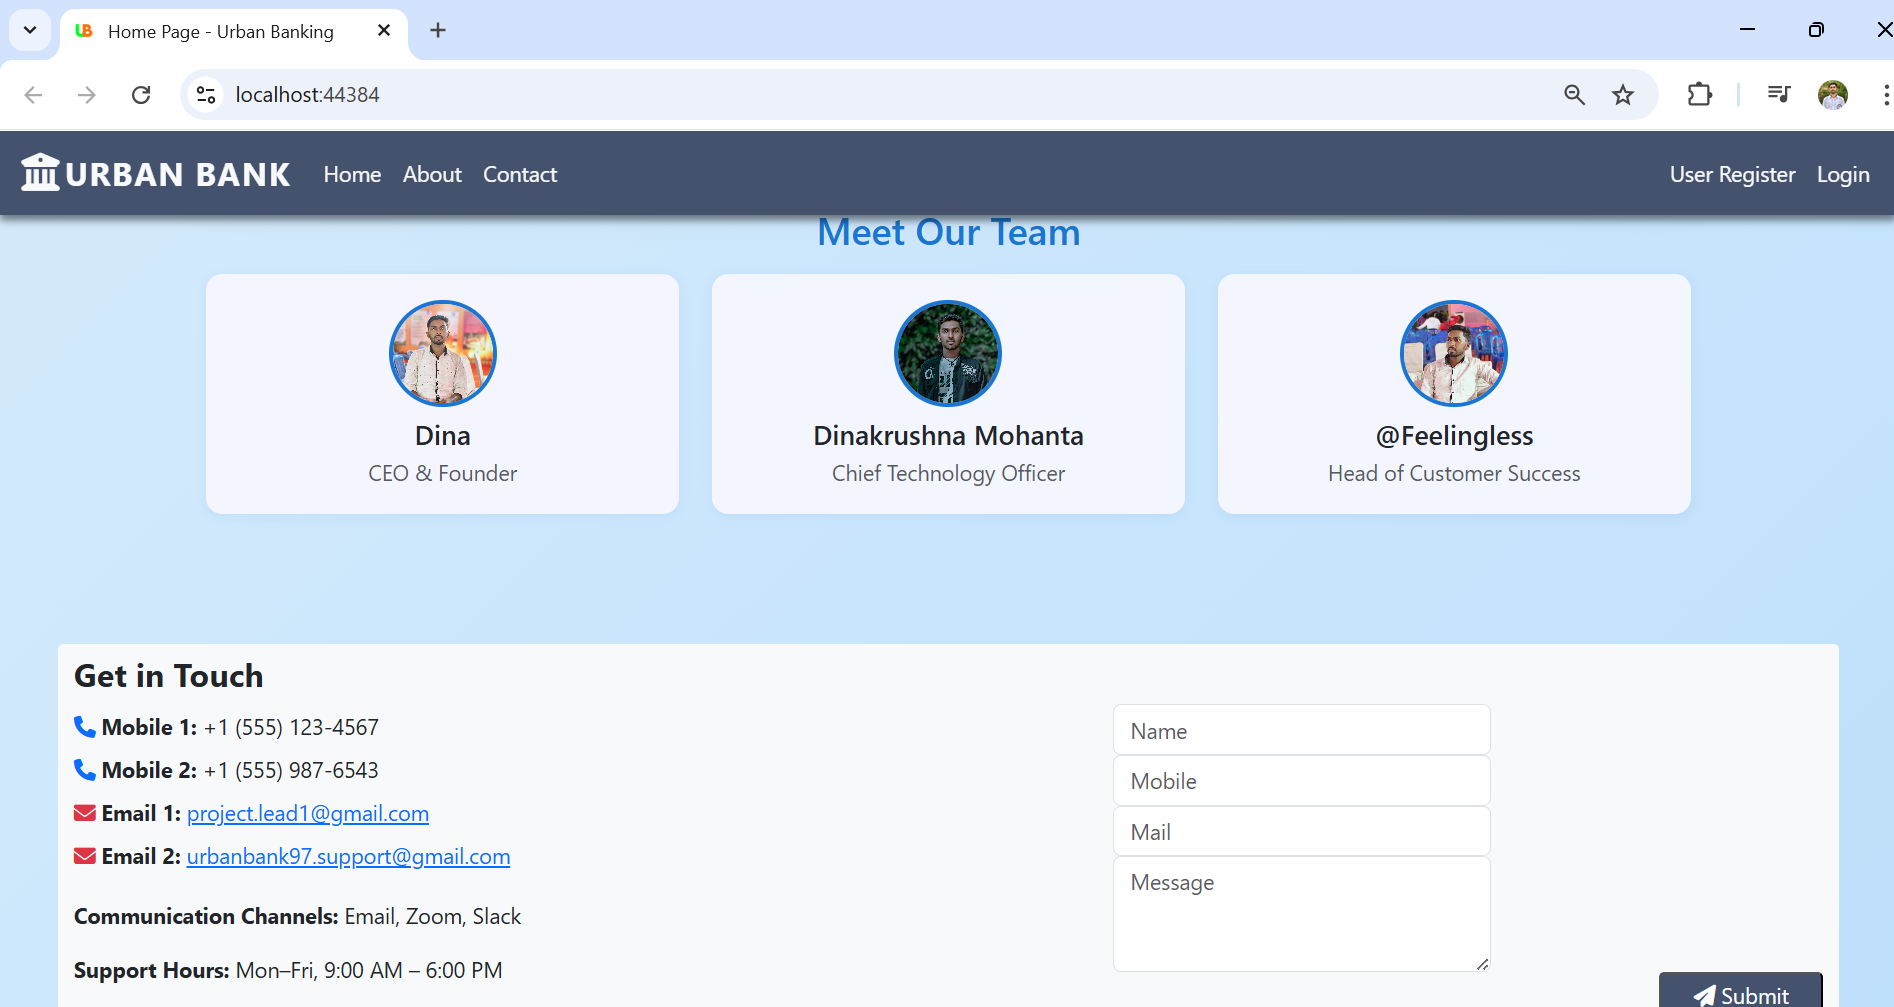 UB Home Page - Urban Banking
localhost:44384
URBAN BANK Home About Contact User Register Login
Meet Our Team
Dina
CEO & Founder
Dinakrushna Mohanta
Chief Technology Officer
@Feelingless
Head of Customer Success
Get in Touch
Mobile 1: +1 (555) 123-4567
Mobile 2: +1 (555) 987-6543
Email 1: project.lead1@gmail.com
Email 2: urbanbank97.support@gmail.com
Communication Channels: Email, Zoom, Slack
Support Hours: Mon–Fri, 9:00 AM – 6:00 PM
Name
Mobile
Mail
Message
Submit